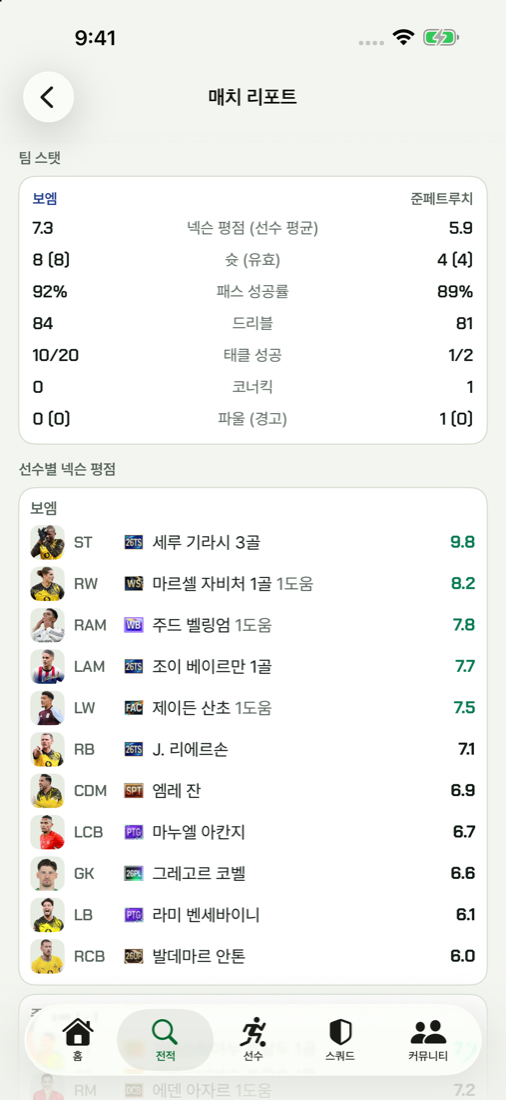 9:41
매치 리포트
팀 스탯
보엠 준페트루치
7.3 넥슨 평점 (선수 평균) 5.9
8 (8) 슛 (유효) 4 (4)
92% 패스 성공률 89%
84 드리블 81
10/20 태클 성공 1/2
0 코너킥 1
0 (0) 파울 (경고) 1 (0)
선수별 넥슨 평점
보엠
ST 26TS 세루 기라시 3골 9.8
RW WS 마르셀 자비처 1골 1도움 8.2
RAM WB 주드 벨링엄 1도움 7.8
LAM 26TS 조이 베이르만 1골 7.7
LW FAC 제이든 산초 1도움 7.5
RB 26TS J. 리에르손 7.1
CDM SPT 엠레 잔 6.9
LCB PTG 마누엘 아칸지 6.7
GK 26PL 그레고르 코벨 6.6
LB PTG 라미 벤세바이니 6.1
RCB 발데마르 안톤 6.0
홈 전적 선수 스쿼드 커뮤니티
RM DCB 에덴 아자르 1도움 7.2